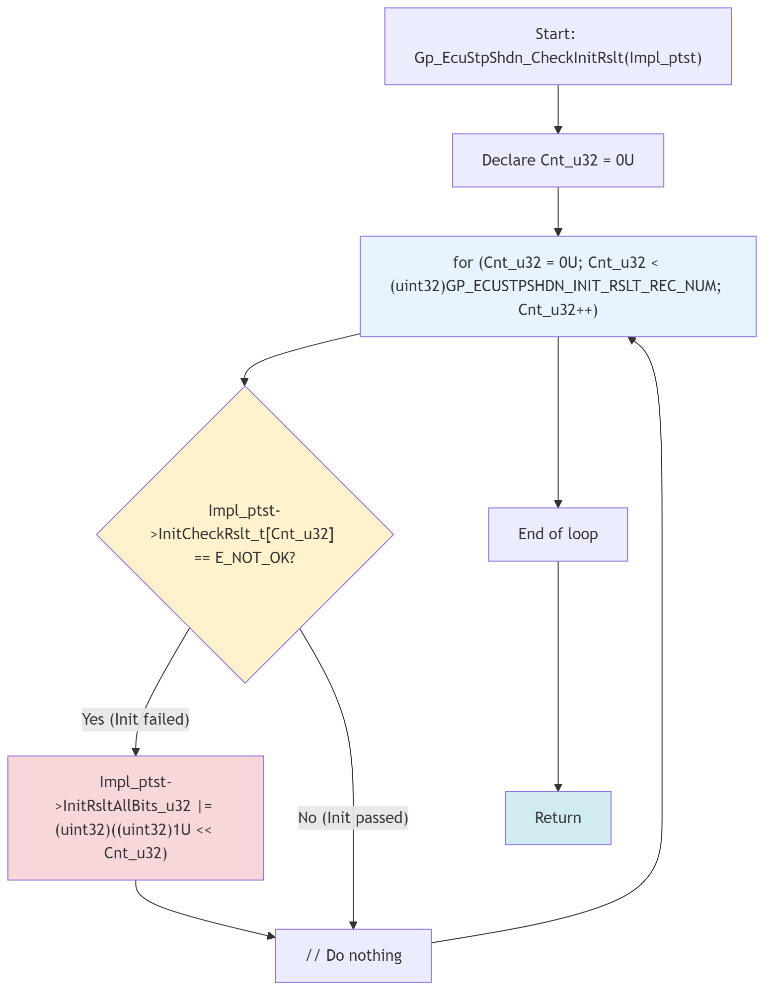 Start:
Gp_EcuStpShdn_CheckInitRslt(Impl_ptst)
Declare Cnt_u32 = 0U
for (Cnt_u32 = 0U; Cnt_u32 <
(uint32)GP_ECUSTPSHDN_INIT_RSLT_REC_NUM;
Cnt_u32++)
Impl_ptst-
>InitCheckRslt_t[Cnt_u32]
== E_NOT_OK?
End of loop
Yes (Init failed)
Impl_ptst-
>InitRsltAllBits_u32 |=
(uint32)((uint32)1U <<
Cnt_u32)
No (Init passed)
Return
// Do nothing